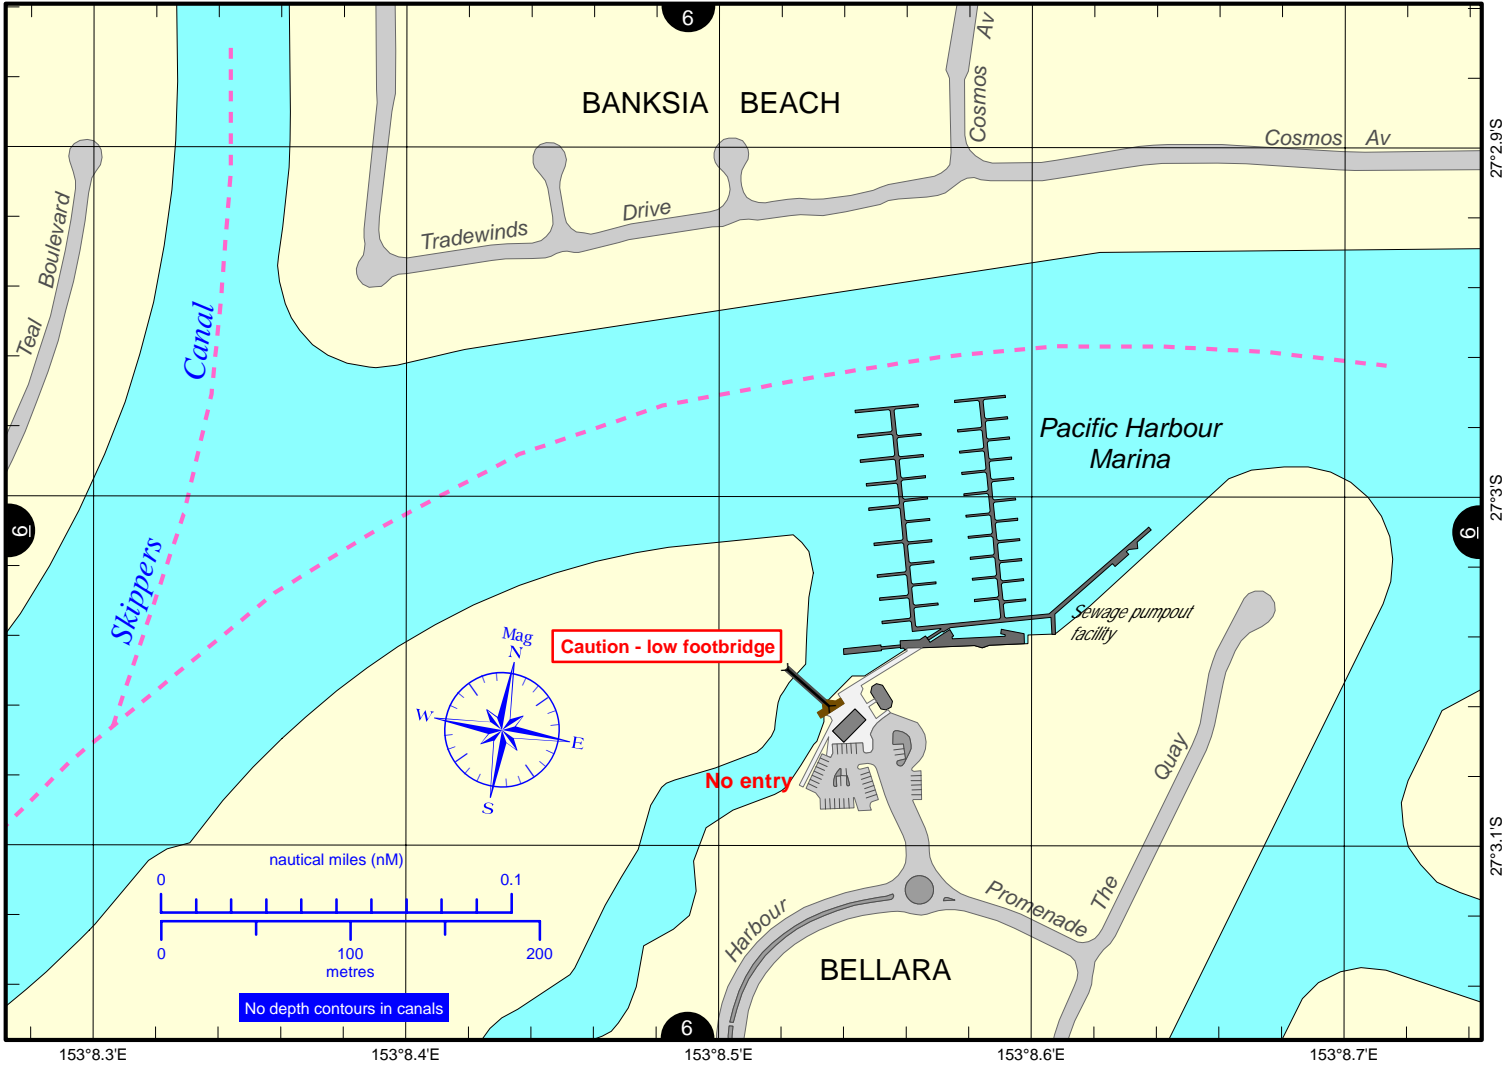 6
Av
Cosmos
BANKSIA BEACH
Cosmos Av
27°2.9'S
Tradewinds
Drive
Teal Boulevard
Canal
Skippers
Pacific Harbour
Marina
27°3'S
6
6
Sewage pumpout
facility
Mag
N
W
E
S
Caution - low footbridge
No entry
The Quay
27°3.1'S
nautical miles (nM)
0 0.1
0 100 200
metres
No depth contours in canals
Harbour
Promenade
BELLARA
6
153°8.3'E 153°8.4'E 153°8.5'E 153°8.6'E 153°8.7'E